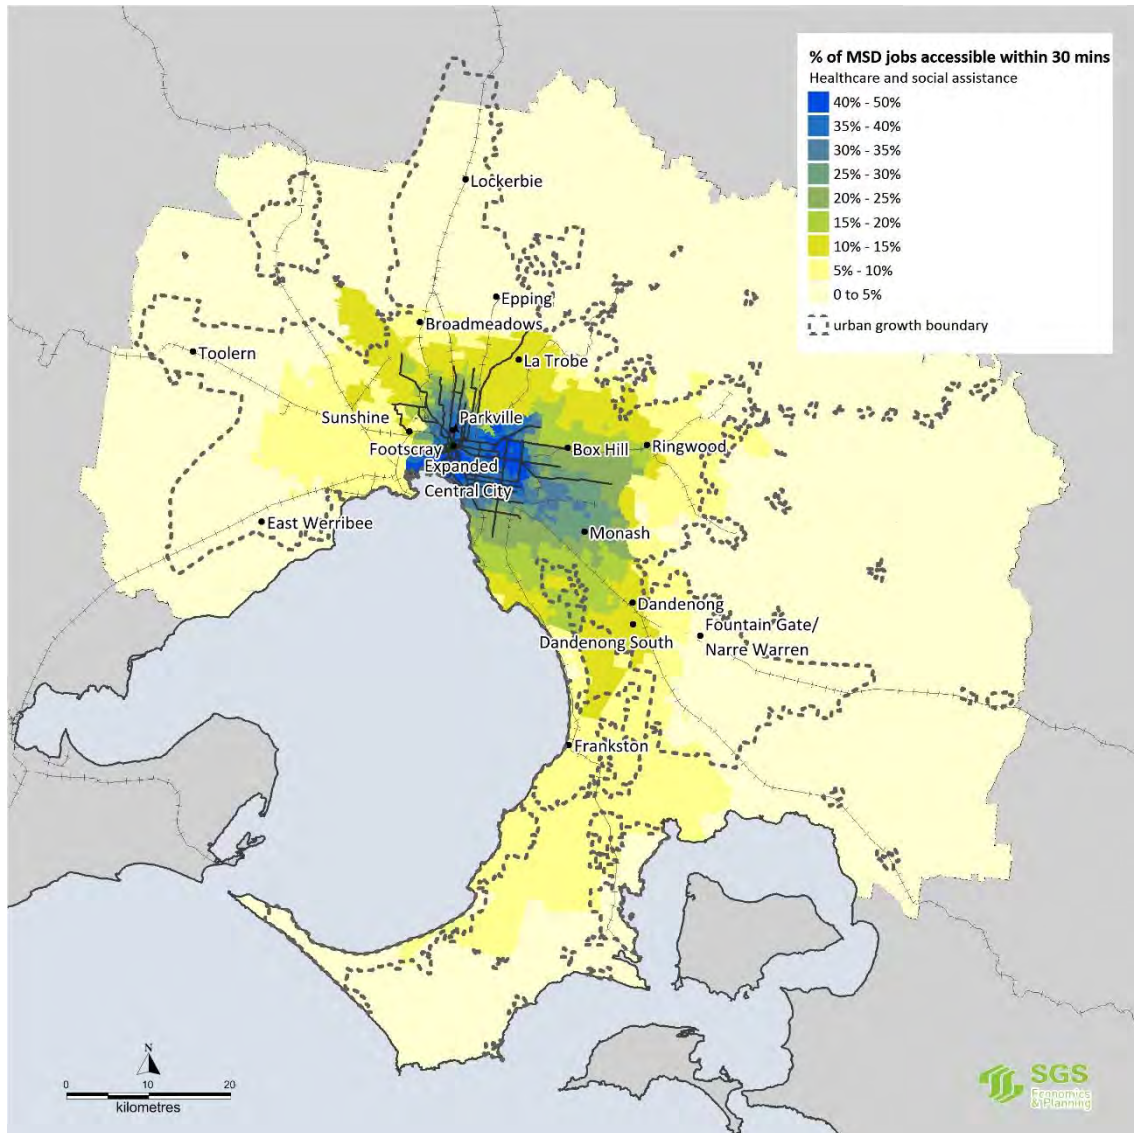 % of MSD jobs accessible within 30 mins
Healthcare and social assistance
40% - 50%
35% - 40%
30% - 35%
25% - 30%
20% - 25%
15% - 20%
10% - 15%
5% - 10%
0 to 5%
urban growth boundary
Lockerbie
Epping
Broadmeadows
Toolern
La Trobe
Sunshine
Parkville
Footscray
Box Hill
Ringwood
Expanded
Central City
East Werribee
Monash
Dandenong
Fountain Gate/
Narre Warren
Dandenong South
Frankston
N
0 10 20
kilometres
SGS
Economics
& Planning